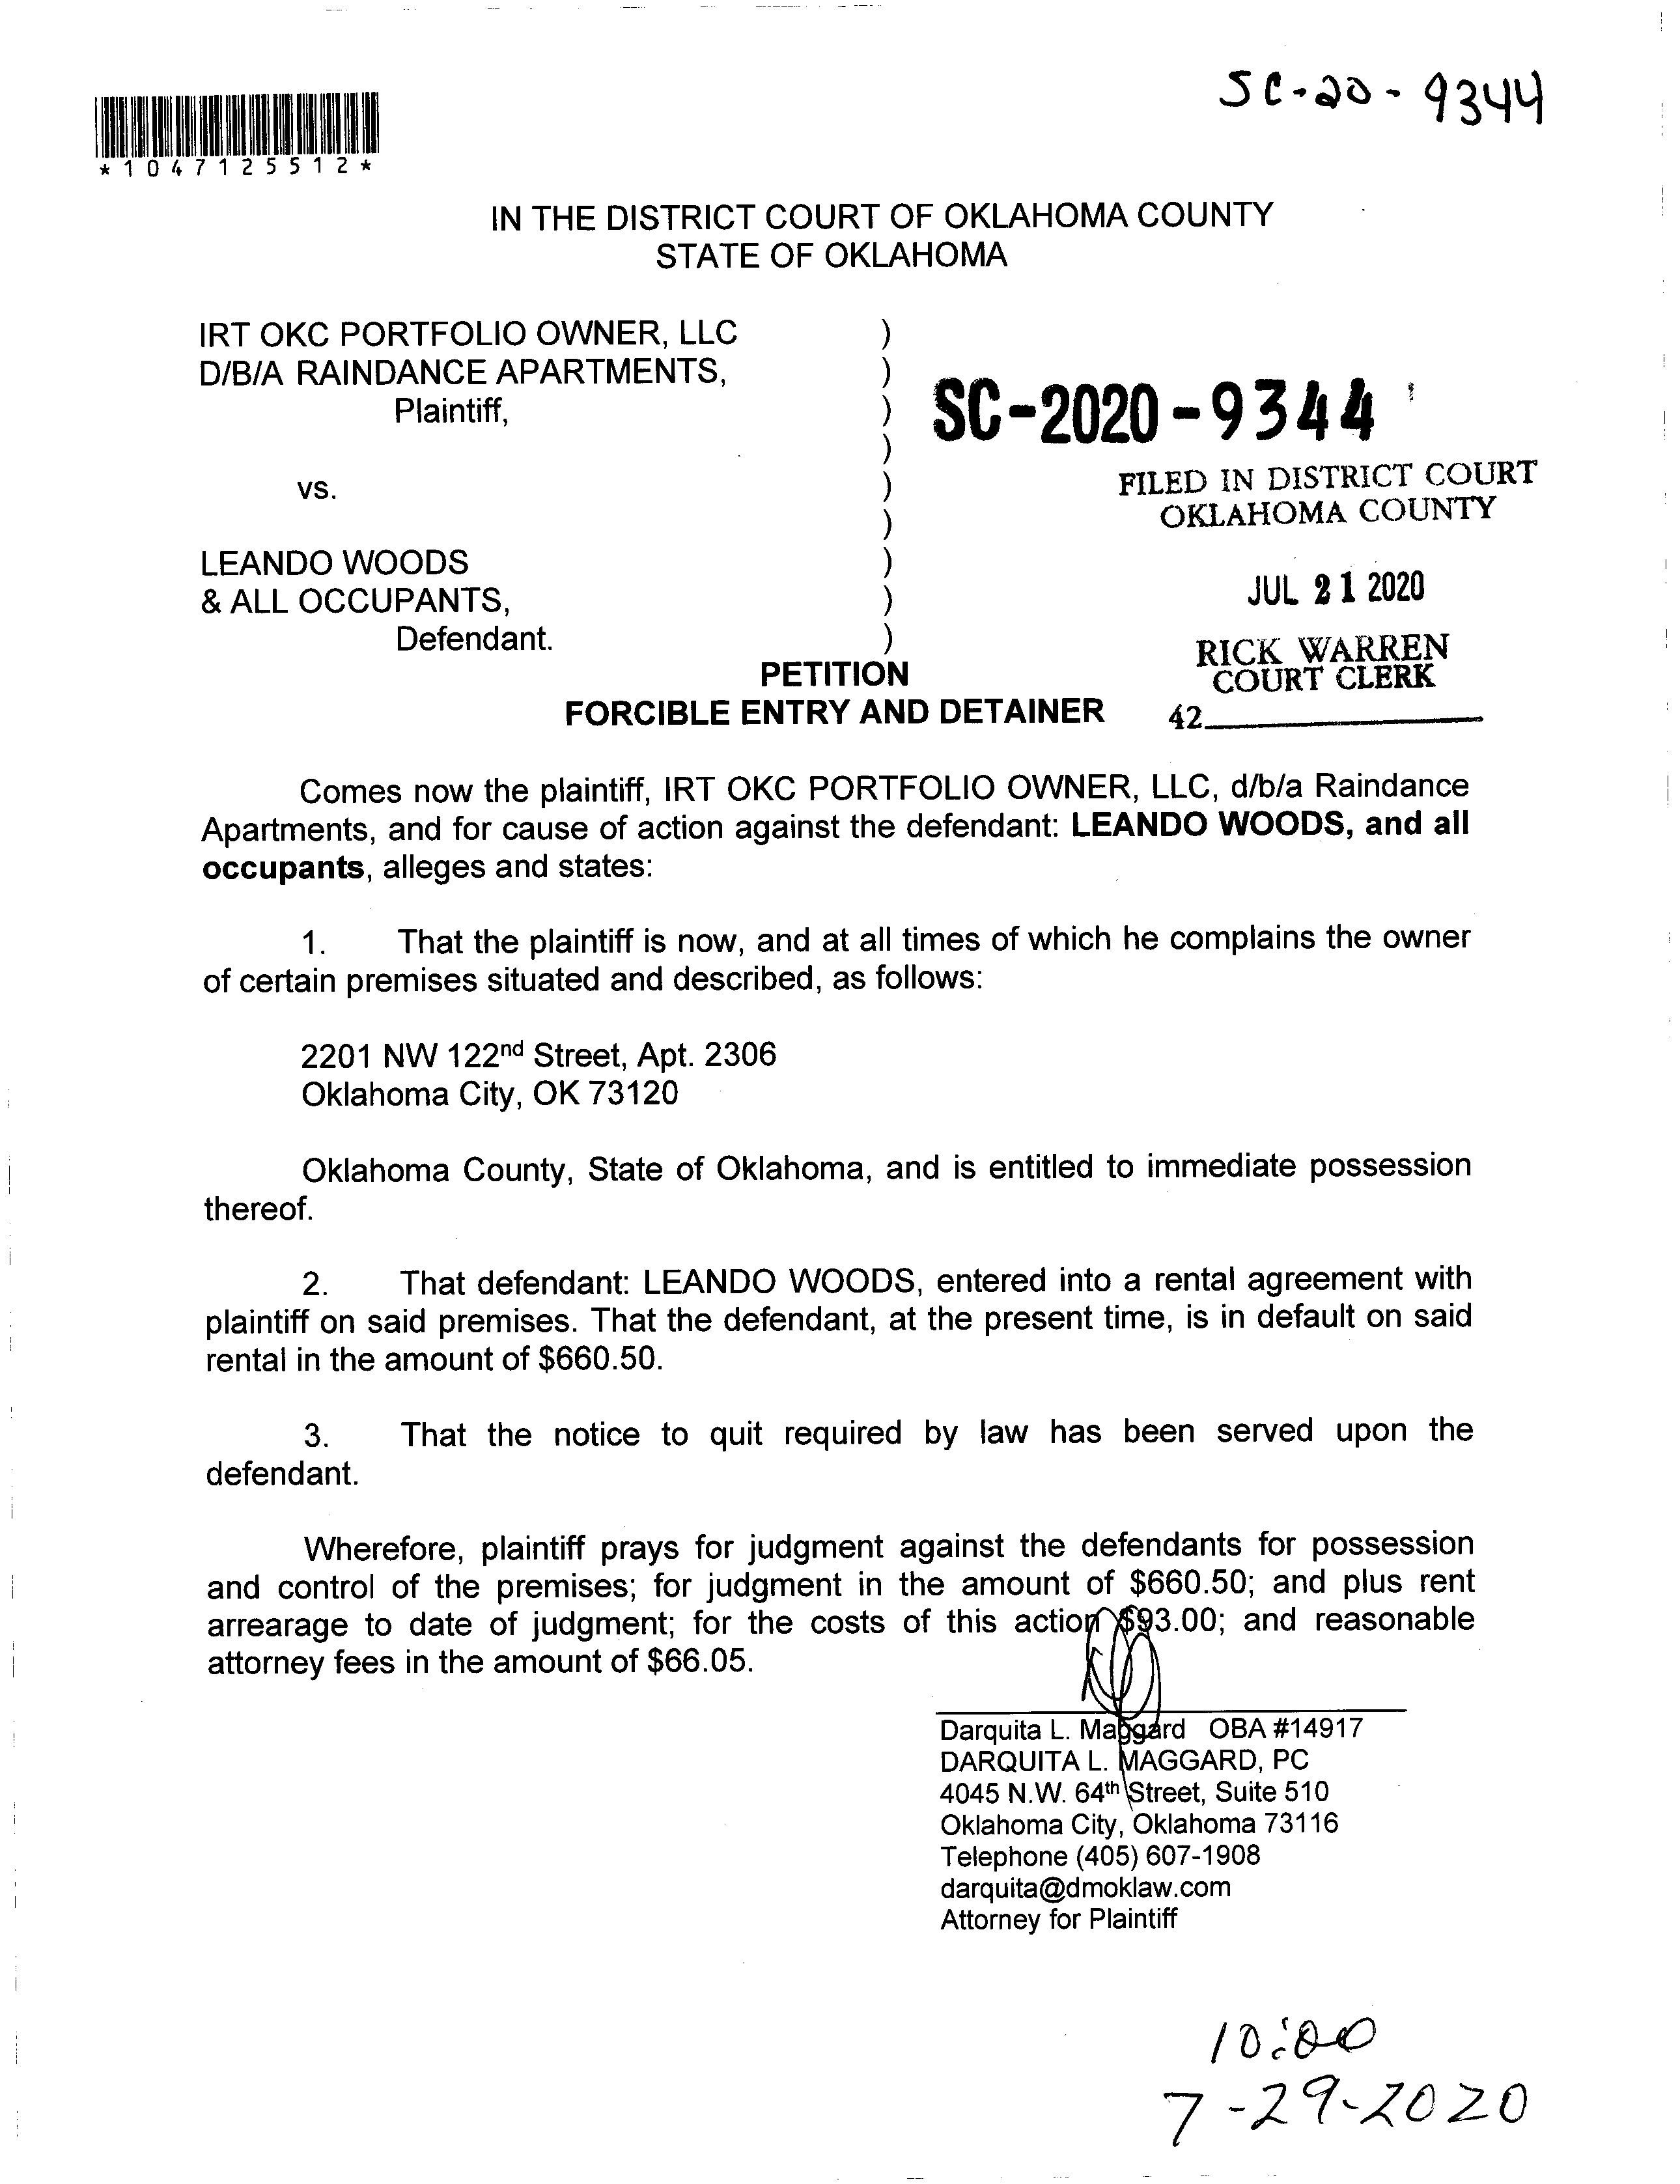 SC-20-9344
*1047125512*
IN THE DISTRICT COURT OF OKLAHOMA COUNTY
STATE OF OKLAHOMA
IRT OKC PORTFOLIO OWNER, LLC )
D/B/A RAINDANCE APARTMENTS, )
Plaintiff, )
)
vs. )
)
LEANDO WOODS )
& ALL OCCUPANTS, )
Defendant. )
SC-2020-9344
FILED IN DISTRICT COURT
OKLAHOMA COUNTY
JUL 21 2020
RICK WARREN
COURT CLERK
42
PETITION
FORCIBLE ENTRY AND DETAINER
Comes now the plaintiff, IRT OKC PORTFOLIO OWNER, LLC, d/b/a Raindance
Apartments, and for cause of action against the defendant: LEANDO WOODS, and all
occupants, alleges and states:
1. That the plaintiff is now, and at all times of which he complains the owner
of certain premises situated and described, as follows:
2201 NW 122nd Street, Apt. 2306
Oklahoma City, OK 73120
Oklahoma County, State of Oklahoma, and is entitled to immediate possession
thereof.
2. That defendant: LEANDO WOODS, entered into a rental agreement with
plaintiff on said premises. That the defendant, at the present time, is in default on said
rental in the amount of $660.50.
3. That the notice to quit required by law has been served upon the
defendant.
Wherefore, plaintiff prays for judgment against the defendants for possession
and control of the premises; for judgment in the amount of $660.50; and plus rent
arrearage to date of judgment; for the costs of this action $93.00; and reasonable
attorney fees in the amount of $66.05.
Darquita L. Maggard OBA #14917
DARQUITA L. MAGGARD, PC
4045 N.W. 64th Street, Suite 510
Oklahoma City, Oklahoma 73116
Telephone (405) 607-1908
darquita@dmoklaw.com
Attorney for Plaintiff
10:00
7-29-2020